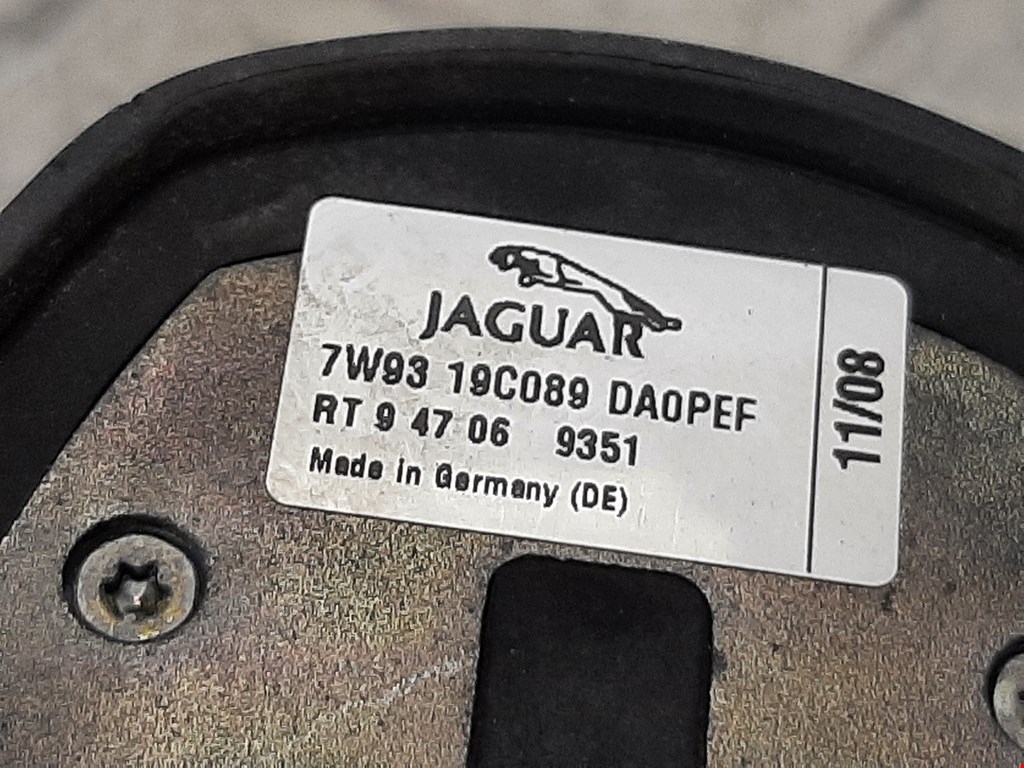 JAGUAR
7W93 19C089 DA0PEF
RT 9 47 06 9351
Made in Germany (DE)
11/08